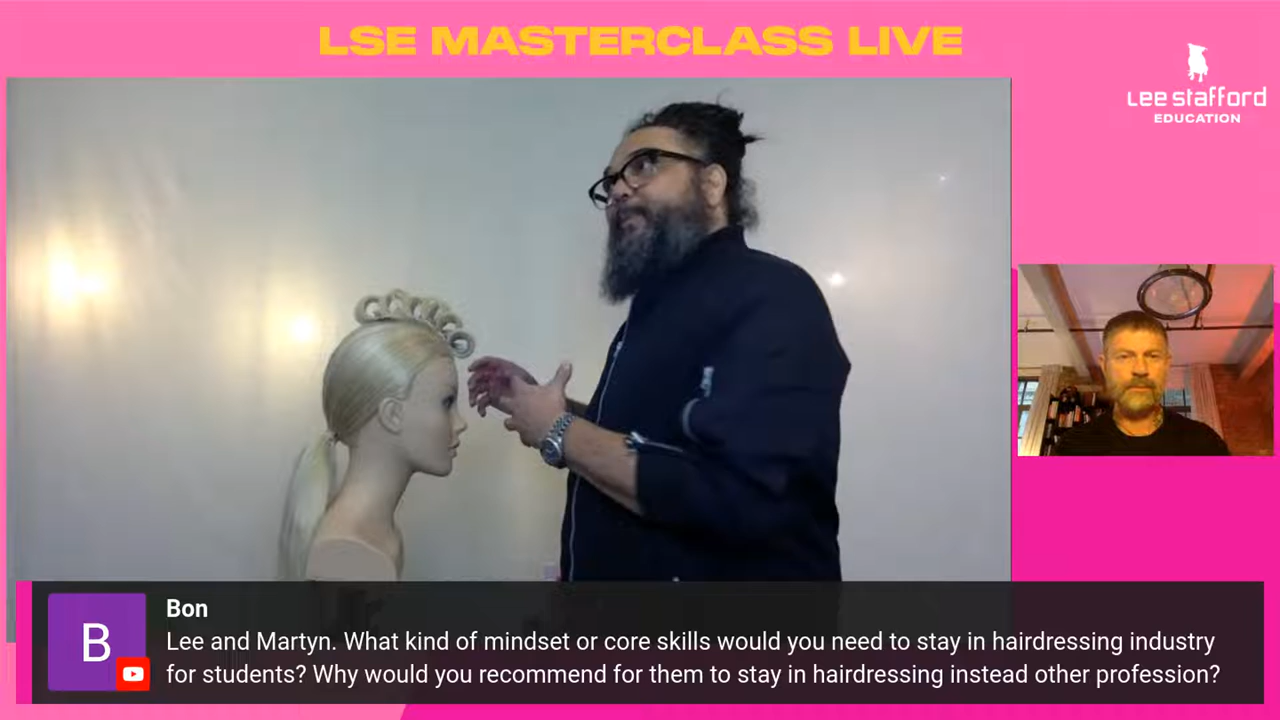 LSE MASTERCLASS LIVE
Lee stafford
EDUCATION
B
Bon
Lee and Martyn. What kind of mindset or core skills would you need to stay in hairdressing industry
for students? Why would you recommend for them to stay in hairdressing instead other profession?